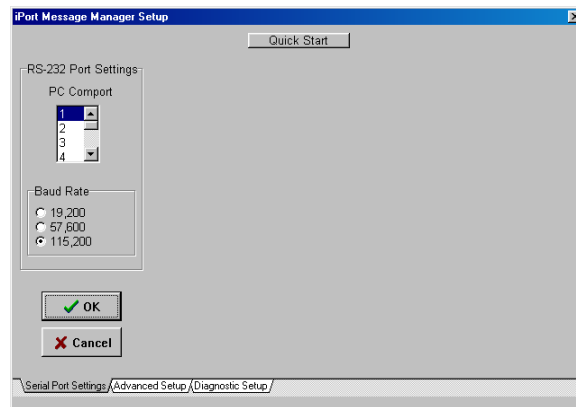 iPort Message Manager Setup
Quick Start
RS-232 Port Settings
PC Comport
1
2
3
4
Baud Rate
19,200
57,600
115,200
OK
Cancel
Serial Port Settings Advanced Setup Diagnostic Setup